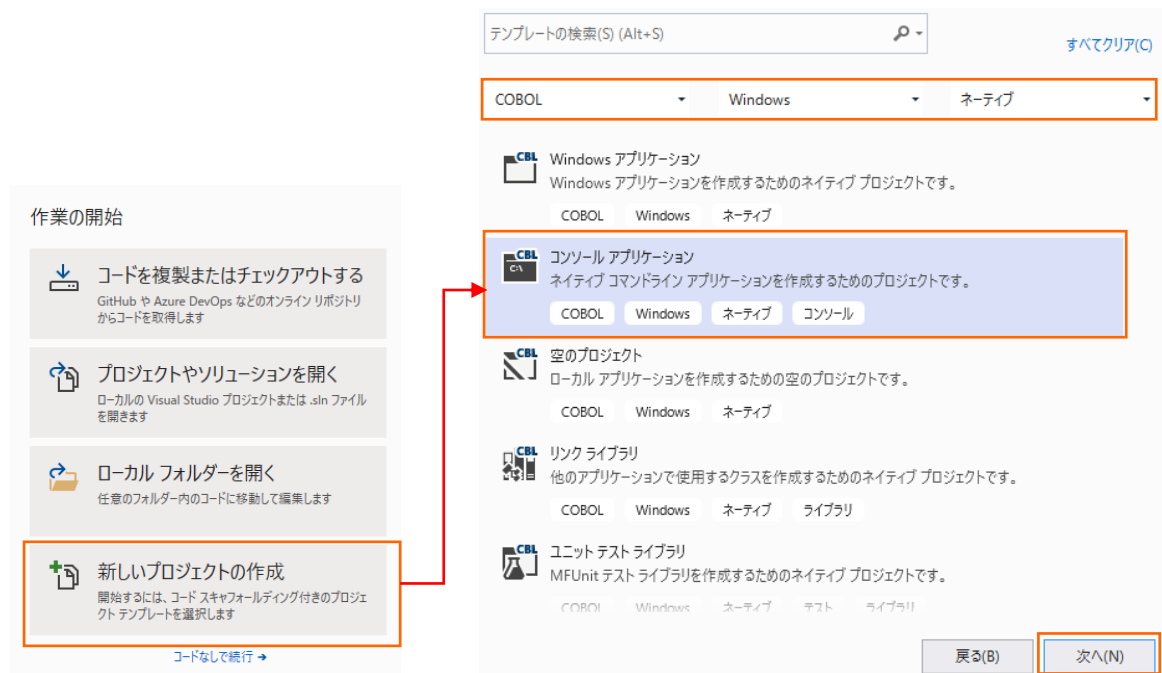 作業の開始
コードを複製またはチェックアウトする
GitHub や Azure DevOps などのオンライン リポジトリ
からコードを取得します
プロジェクトやソリューションを開く
ローカルの Visual Studio プロジェクトまたは .sln ファイル
を開きます
ローカル フォルダーを開く
任意のフォルダー内のコードに移動して編集します
新しいプロジェクトの作成
開始するには、コード スキャフォールディング付きのプロジェ
クト テンプレートを選択します
コードなしで続行 →
テンプレートの検索(S) (Alt+S)
すべてクリア(C)
COBOL Windows ネーティブ
CBL Windows アプリケーション
Windows アプリケーションを作成するためのネイティブ プロジェクトです。
COBOL Windows ネーティブ
CBL コンソール アプリケーション
C:\ ネイティブ コマンドライン アプリケーションを作成するためのプロジェクトです。
COBOL Windows ネーティブ コンソール
CBL 空のプロジェクト
ローカル アプリケーションを作成するための空のプロジェクトです。
COBOL Windows ネーティブ
CBL リンク ライブラリ
他のアプリケーションで使用するクラスを作成するためのネイティブ プロジェクトです。
COBOL Windows ネーティブ ライブラリ
CBL ユニット テスト ライブラリ
MFUnit テスト ライブラリを作成するためのネイティブ プロジェクトです。
COBOL Windows ネーティブ テスト ライブラリ
戻る(B) 次へ(N)